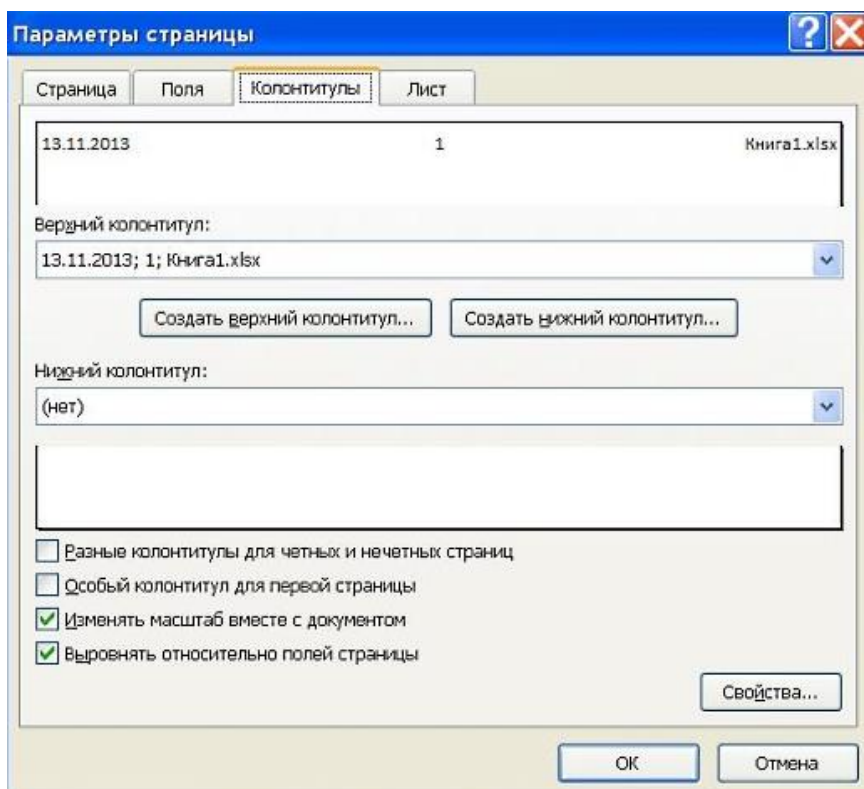 Параметры страницы
Страница Поля Колонтитулы Лист
13.11.2013 1 Книга1.xlsx
Верхний колонтитул:
13.11.2013; 1; Книга1.xlsx
Создать верхний колонтитул... Создать нижний колонтитул...
Нижний колонтитул:
(нет)
Разные колонтитулы для четных и нечетных страниц
Особый колонтитул для первой страницы
Изменять масштаб вместе с документом
Выровнять относительно полей страницы
Свойства...
ОК Отмена